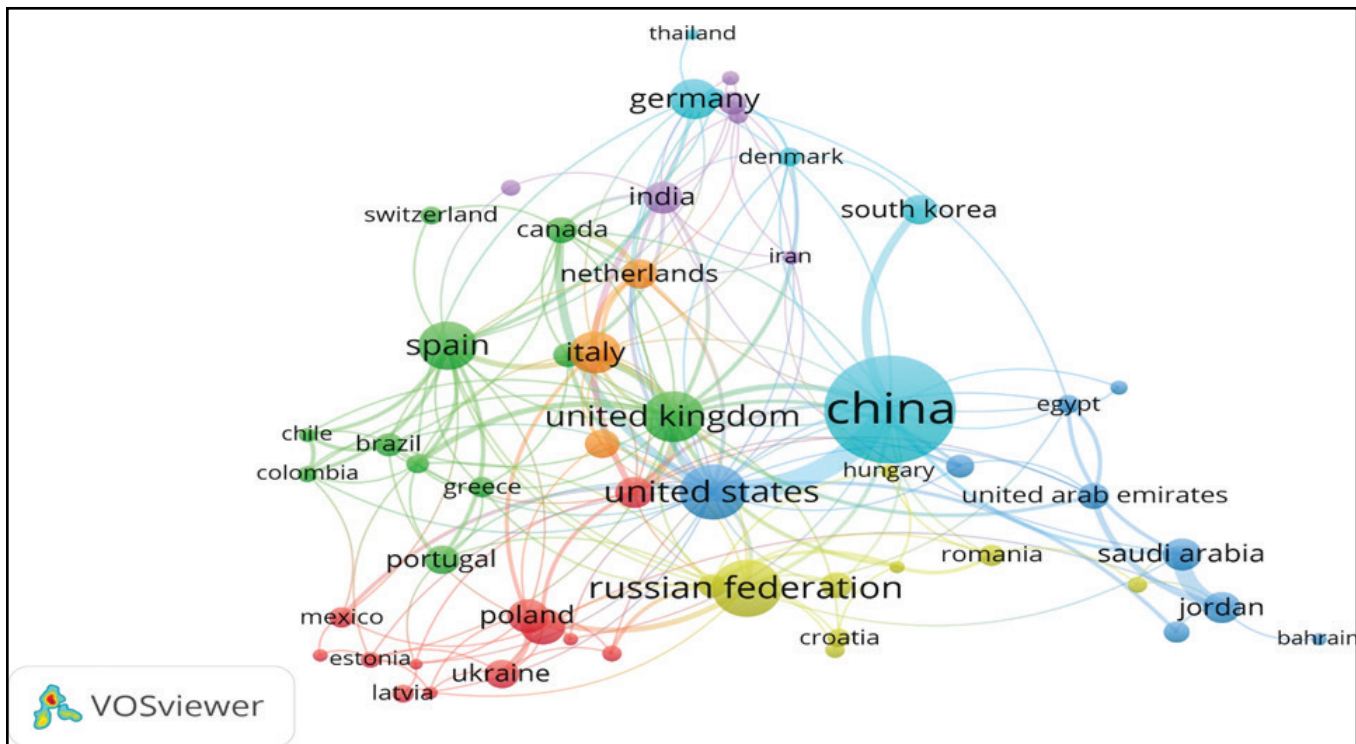 thailand
germany
denmark
india
south korea
switzerland
canada
iran
netherlands
spain
italy
china
egypt
united kingdom
chile
brazil
colombia
hungary
greece
united states
united arab emirates
portugal
romania
saudi arabia
russian federation
mexico
poland
jordan
croatia
bahrain
estonia
ukraine
latvia
VOSviewer